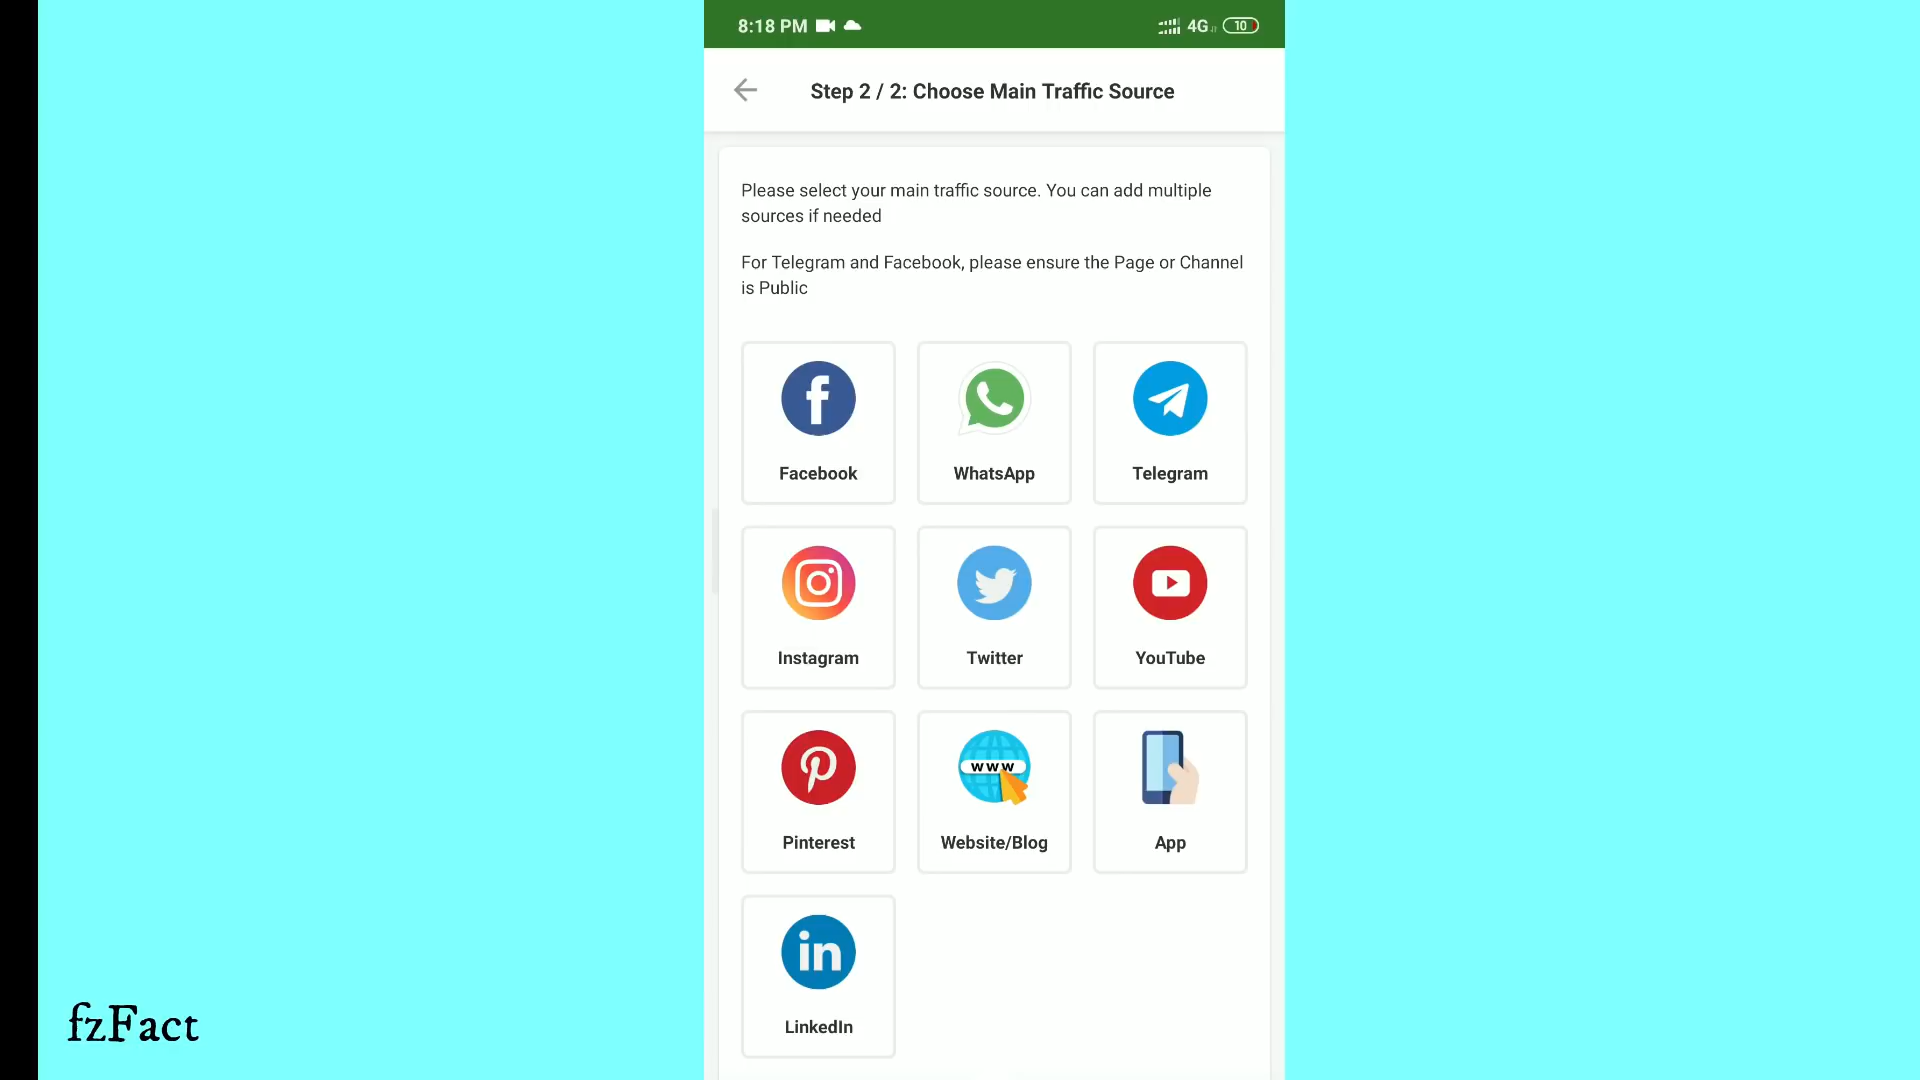 8:18 PM 4G 10
Step 2 / 2: Choose Main Traffic Source
Please select your main traffic source. You can add multiple
sources if needed
For Telegram and Facebook, please ensure the Page or Channel
is Public
Facebook WhatsApp Telegram
Instagram Twitter YouTube
www
Pinterest Website/Blog App
in
LinkedIn
fzFact